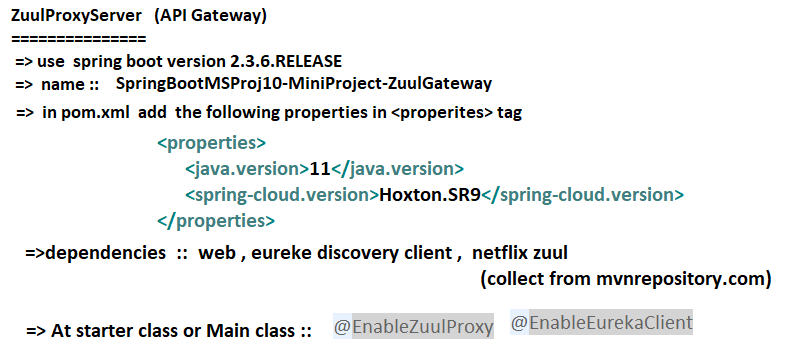 ZuulProxyServer (API Gateway)
===============
=> use spring boot version 2.3.6.RELEASE
=> name :: SpringBootMSProj10-MiniProject-ZuulGateway
=> in pom.xml add the following properties in <properites> tag
<properties>
<java.version>11</java.version>
<spring-cloud.version>Hoxton.SR9</spring-cloud.version>
</properties>
=>dependencies :: web , eureke discovery client , netflix zuul
(collect from mvnrepository.com)
=> At starter class or Main class :: @EnableZuulProxy @EnableEurekaClient